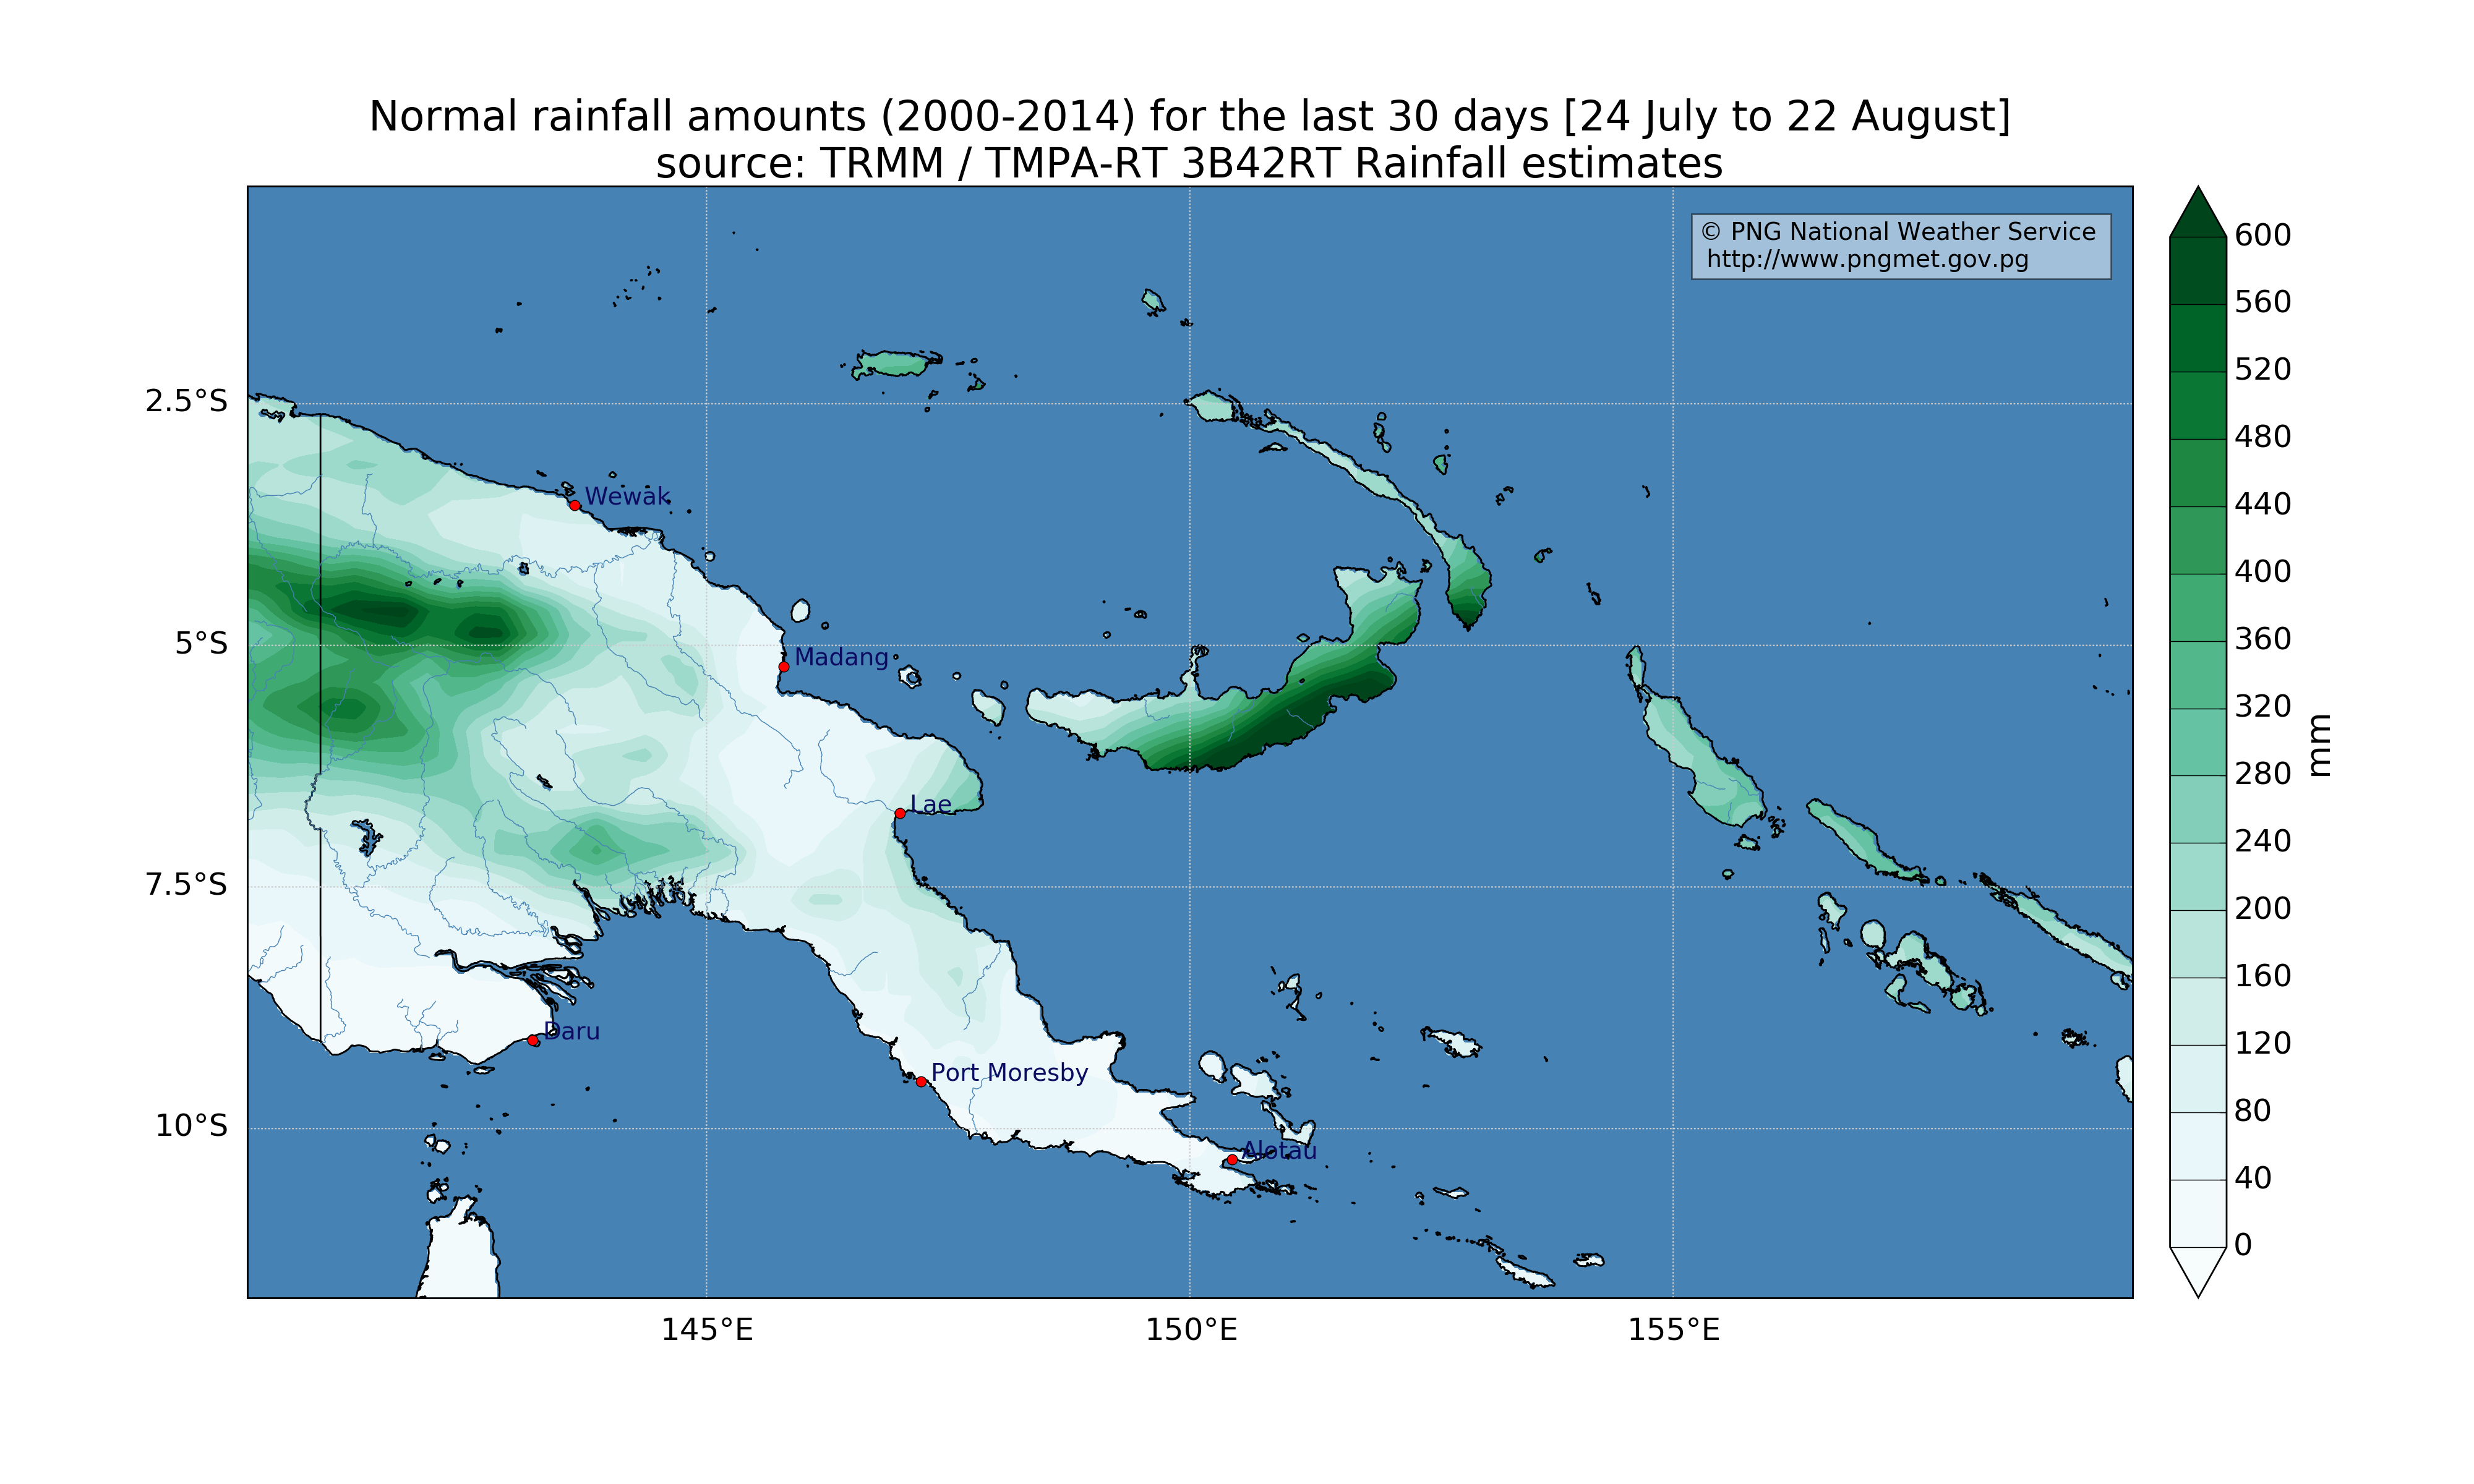 Normal rainfall amounts (2000-2014) for the last 30 days [24 July to 22 August]
source: TRMM / TMPA-RT 3B42RT Rainfall estimates
© PNG National Weather Service
http://www.pngmet.gov.pg
2.5°S
5°S
7.5°S
10°S
145°E
150°E
155°E
Wewak
Madang
Lae
Daru
Port Moresby
Alotau
600
560
520
480
440
400
360
320
280
240
200
160
120
80
40
0
mm